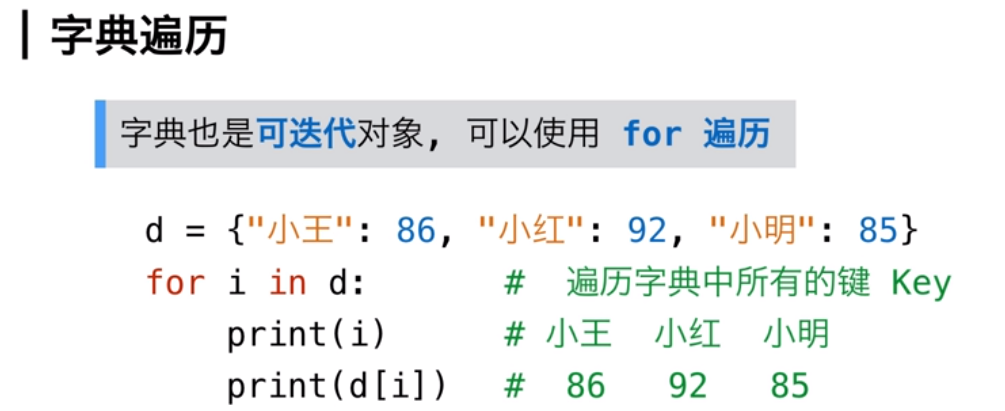 字典遍历
字典也是可迭代对象, 可以使用 for 遍历
d = {"小王": 86, "小红": 92, "小明": 85}
for i in d: # 遍历字典中所有的键 Key
print(i) # 小王 小红 小明
print(d[i]) # 86 92 85